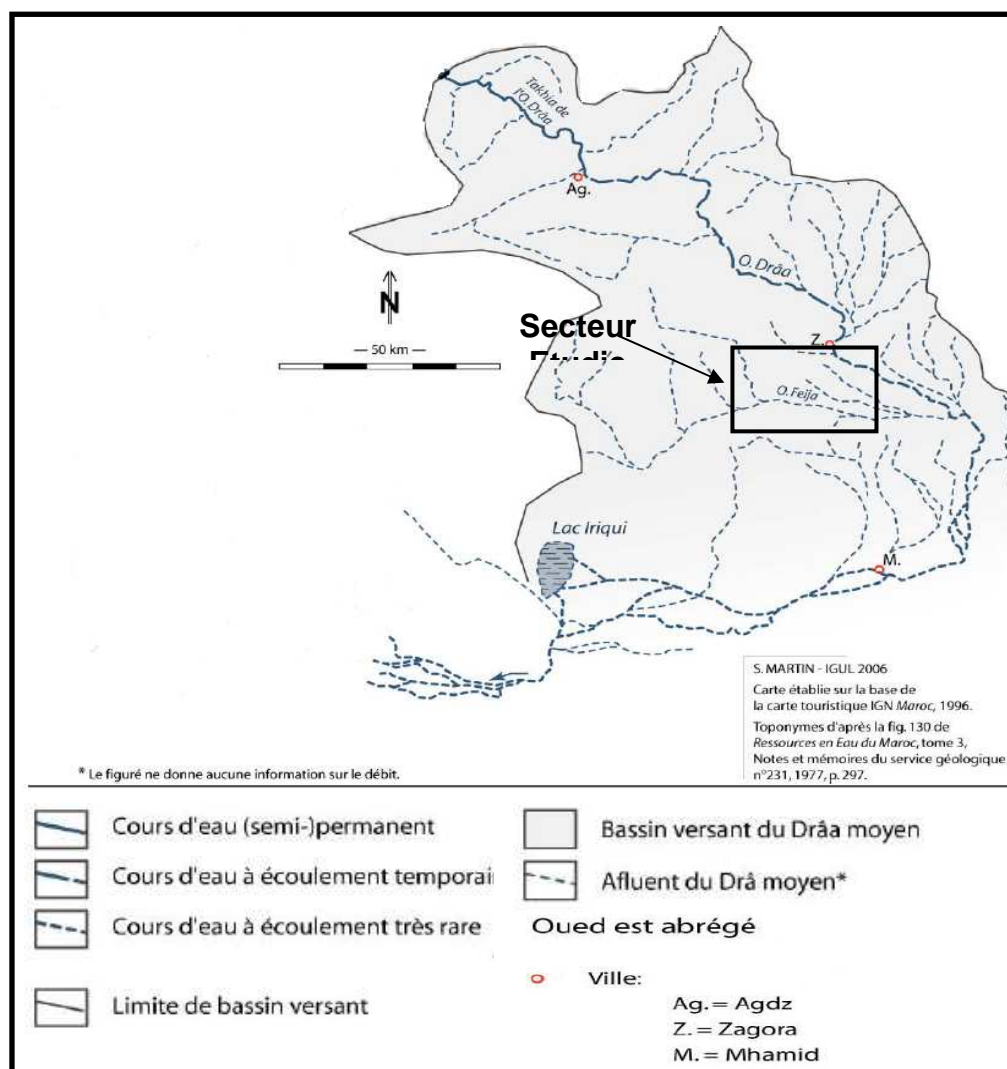 Takhia de
l'O. Drâa
Ag.
O. Drâa
N
50 km
Secteur
Z.
O. Feija
Lac Iriqui
M.
S. MARTIN - IGUL 2006
Carte établie sur la base de
la carte touristique IGN Maroc, 1996.
Toponymes d'après la fig. 130 de
Ressources en Eau du Maroc, tome 3,
Notes et mémoires du service géologique
n°231, 1977, p. 297.
* Le figuré ne donne aucune information sur le débit.
Cours d'eau (semi-)permanent
Cours d'eau à écoulement temporai
Cours d'eau à écoulement très rare
Limite de bassin versant
Bassin versant du Drâa moyen
Afluent du Drâ moyen*
Oued est abrégé
Ville:
Ag. = Agdz
Z. = Zagora
M. = Mhamid